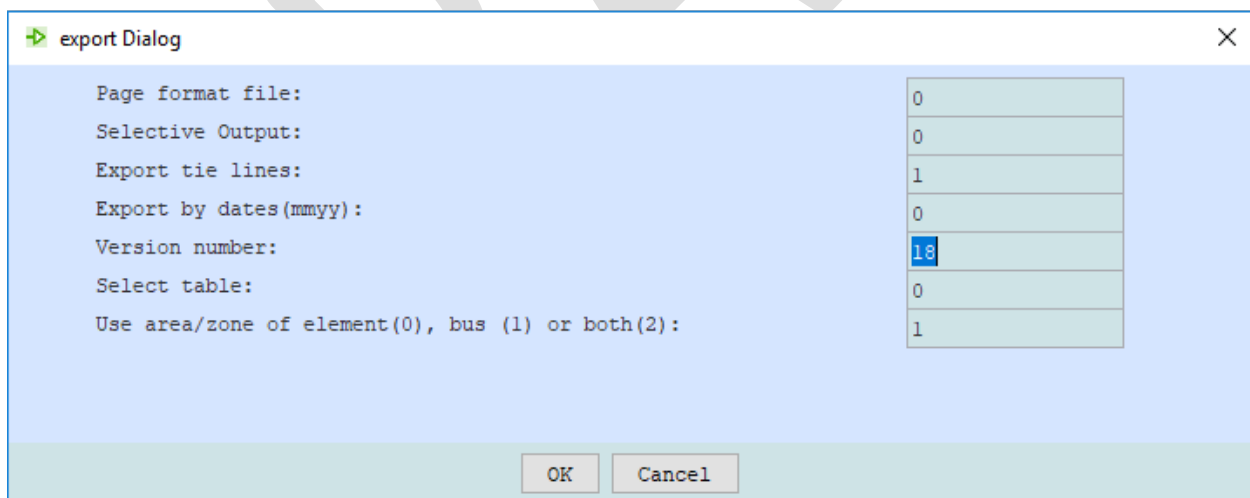 export Dialog
Page format file: 0
Selective Output: 0
Export tie lines: 1
Export by dates(mmyy): 0
Version number: 18
Select table: 0
Use area/zone of element(0), bus (1) or both(2): 1
OK Cancel